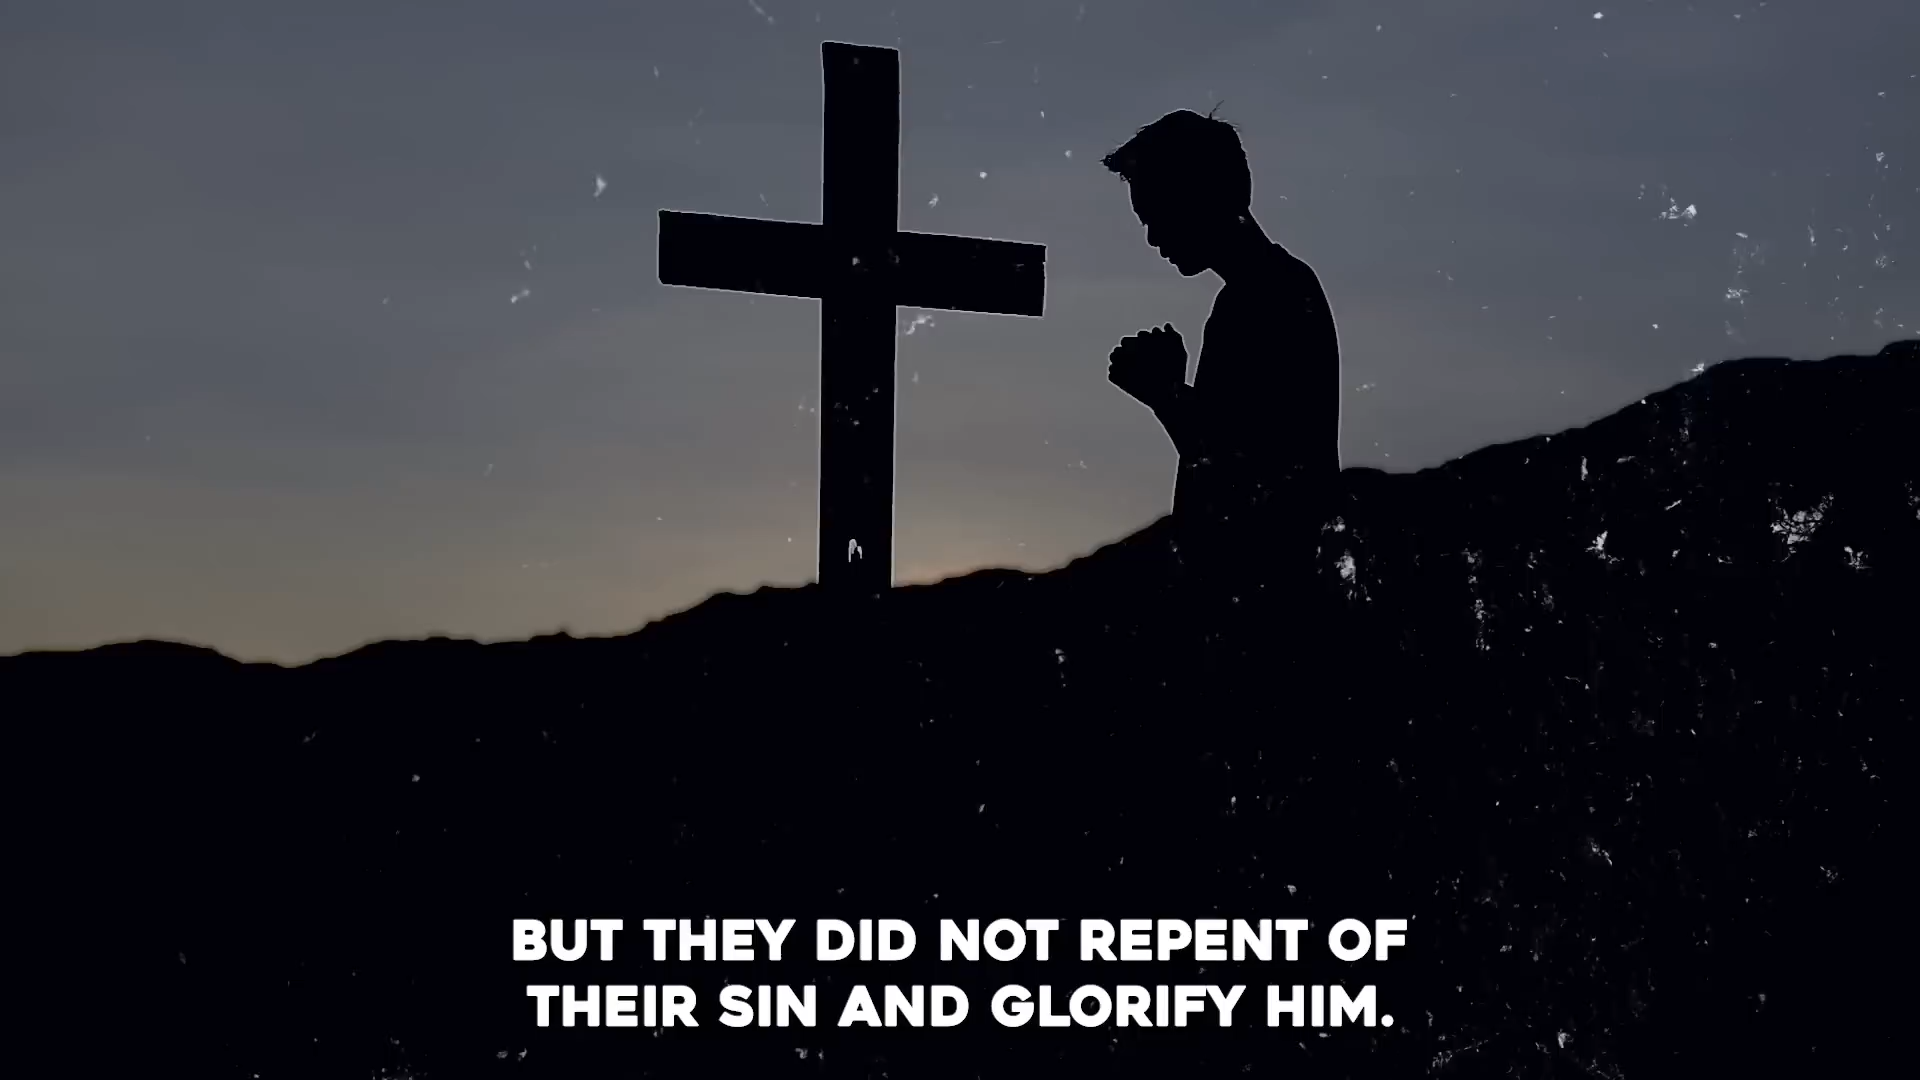 BUT THEY DID NOT REPENT OF
THEIR SIN AND GLORIFY HIM.